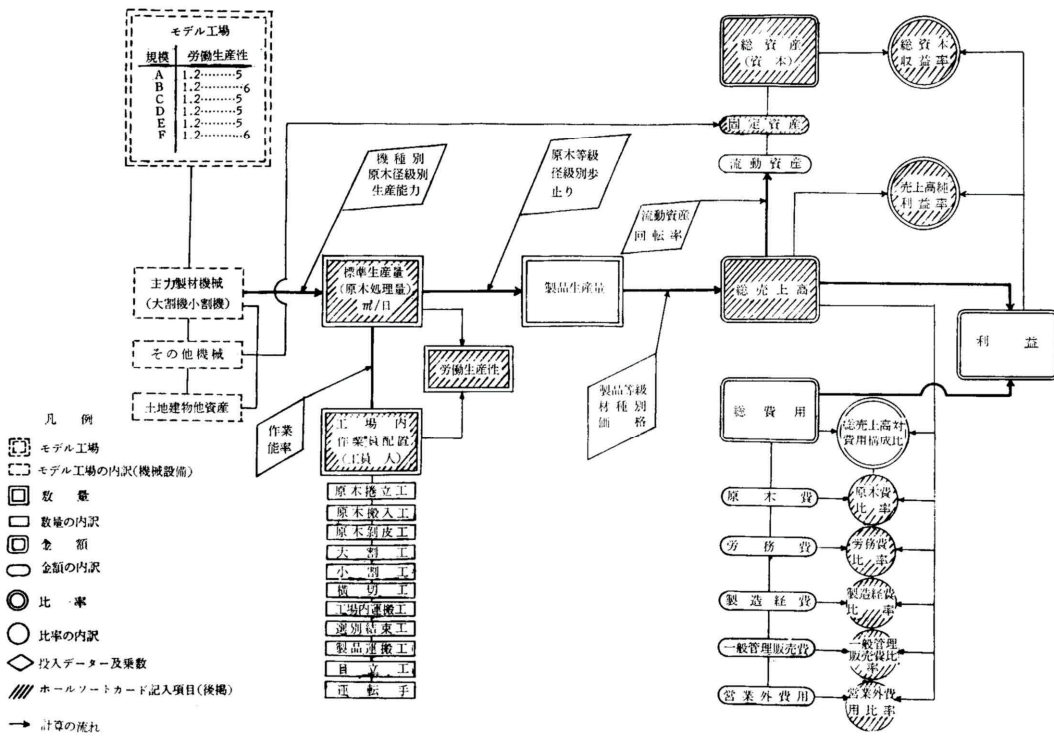 モデル工場
規模 労働生産性
A 1.2………5
B 1.2…………6
C 1.2………5
D 1.2………5
E 1.2………5
F 1.2…………6
主力製材機械
(大割機小割機)
その他機械
土地建物他資産
機種別
原木径級別
生産能力
標準生産量
(原木処理量)
㎥/日
労働生産性
作業
能率
工場内
作業員配置
(工員 人)
原木捲立工
原木搬入工
原木剥皮工
大割工
小割工
横切工
工場内運搬工
選別結束工
製品運搬工
目立工
運転手
原木等級
径級別歩
止り
製品生産量
製品等級
材種別
価格
流動資産
回転率
総資産
(資本)
固定資産
流動資産
総売上高
総資本
収益率
売上高純
利益率
利益
総費用
総売上高対
費用構成比
原木費
原木費
比率
労務費
労務費
比率
製造経費
製造経費
比率
一般管理販売費
一般管理
販売費比
率
営業外費用
営業外費
用比率
凡例
モデル工場
モデル工場の内訳(機械設備)
数量
数量の内訳
金額
金額の内訳
比率
比率の内訳
投入データー及乗数
ホールソートカード記入項目(後掲)
計算の流れ